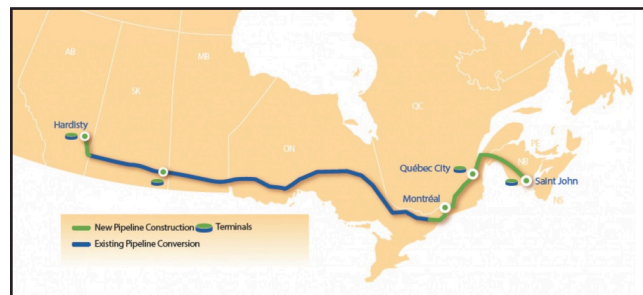 AB
SK
MB
ON
QC
PE
NB
NS
Hardisty
Québec City
Montréal
Saint John
New Pipeline Construction
Terminals
Existing Pipeline Conversion